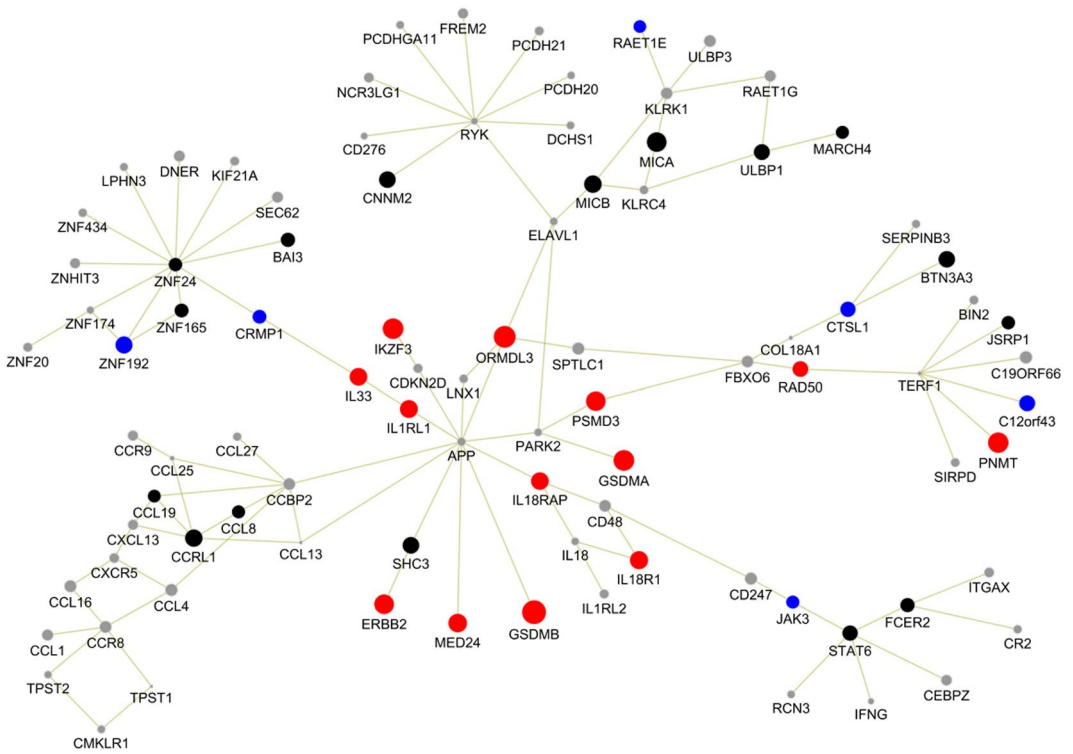 FREM2
PCDHGA11
PCDH21
RAET1E
ULBP3
NCR3LG1
PCDH20
KLRK1
RAET1G
RYK
CD276
DCHS1
MARCH4
MICA
ULBP1
CNNM2
MICB
KLRC4
DNER
LPHN3
KIF21A
SEC62
ZNF434
BAI3
ELAVL1
SERPINB3
ZNHIT3
ZNF24
BTN3A3
ZNF174
ZNF165
CRMP1
CTSL1
BIN2
ZNF20
ZNF192
IKZF3
ORMDL3
SPTLC1
COL18A1
JSRP1
FBXO6
RAD50
TERF1
C19ORF66
CDKN2D
LNX1
IL33
IL1RL1
PSMD3
C12orf43
CCR9
CCL27
APP
PARK2
PNMT
CCL25
GSDMA
SIRPD
CCBP2
IL18RAP
CCL19
CCL8
CD48
CXCL13
CCRL1
CCL13
SHC3
IL18
IL18R1
CXCR5
CCL16
CCL4
CD247
ITGAX
ERBB2
MED24
GSDMB
IL1RL2
JAK3
FCER2
CCL1
CCR8
STAT6
CR2
TPST2
TPST1
CEBPZ
RCN3
IFNG
CMKLR1